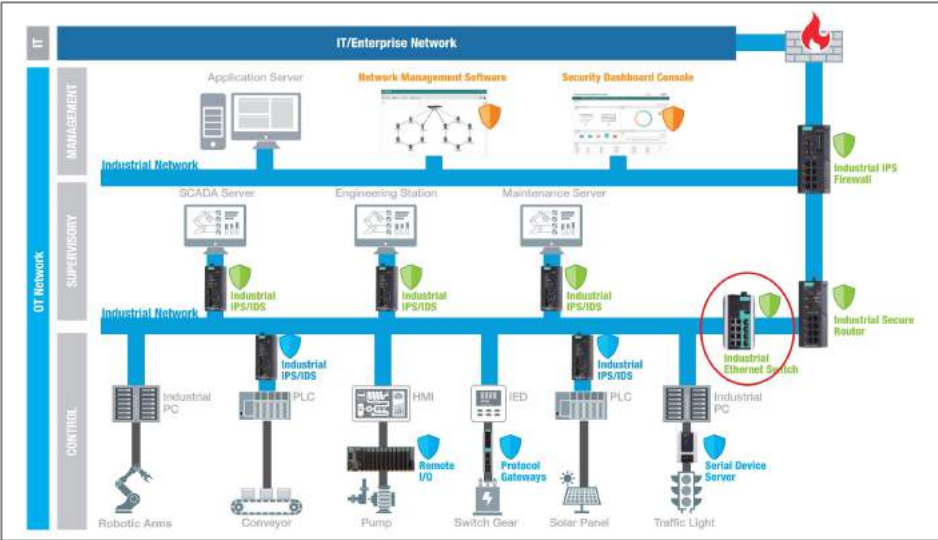 IT
IT/Enterprise Network
OT Network
MANAGEMENT
Application Server
Network Management Software
Security Dashboard Console
Industrial Network
Industrial IPS
Firewall
SUPERVISORY
SCADA Server
Engineering Station
Maintenance Server
Industrial
IPS/IDS
Industrial
IPS/IDS
Industrial
IPS/IDS
Industrial Network
Industrial
Ethernet Switch
Industrial Secure
Router
CONTROL
Industrial
PC
Industrial
IPS/IDS
PLC
HMI
IED
Industrial
IPS/IDS
PLC
Industrial
PC
Remote
I/O
Protocol
Gateways
Serial Device
Server
Robotic Arms
Conveyor
Pump
Switch Gear
Solar Panel
Traffic Light